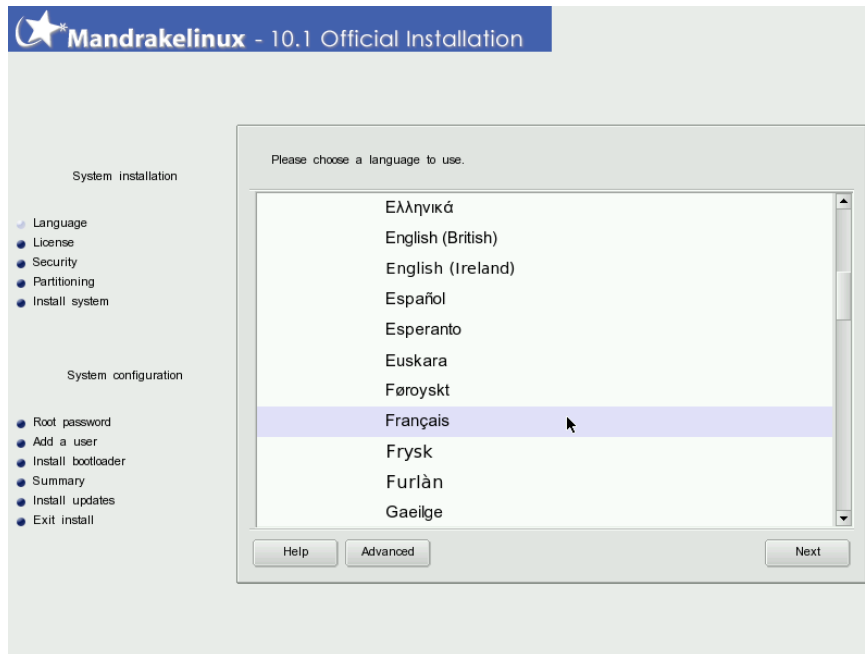 Mandrakelinux - 10.1 Official Installation
System installation
Language
License
Security
Partitioning
Install system
System configuration
Root password
Add a user
Install bootloader
Summary
Install updates
Exit install
Please choose a language to use.
Ελληνικά
English (British)
English (Ireland)
Español
Esperanto
Euskara
Føroyskt
Français
Frysk
Furlàn
Gaeilge
Help
Advanced
Next